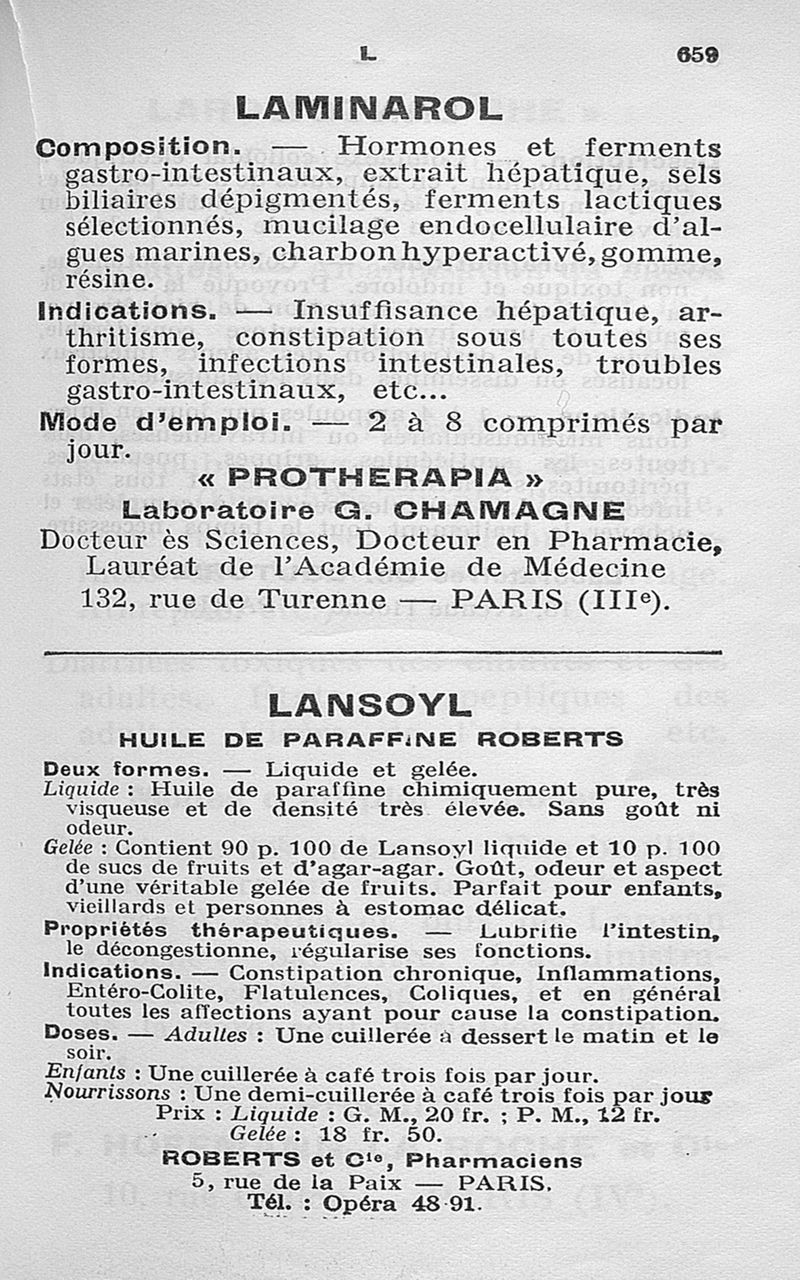 L 659
LAMINAROL
Composition. — Hormones et ferments
gastro-intestinaux, extrait hépatique, sels
biliaires dépigmentés, ferments lactiques
sélectionnés, mucilage endocellulaire d'al-
gues marines, charbon hyperactivé, gomme,
résine.
Indications. — Insuffisance hépatique, ar-
thritisme, constipation sous toutes ses
formes, infections intestinales, troubles
gastro-intestinaux, etc...
Mode d'emploi. — 2 à 8 comprimés par
jour.
« PROTHERAPIA »
Laboratoire G. CHAMAGNE
Docteur ès Sciences, Docteur en Pharmacie,
Lauréat de l'Académie de Médecine
132, rue de Turenne — PARIS (IIIe).
LANSOYL
HUILE DE PARAFFINE ROBERTS
Deux formes. — Liquide et gelée.
Liquide : Huile de paraffine chimiquement pure, très
visqueuse et de densité très élevée. Sans goût ni
odeur.
Gelée : Contient 90 p. 100 de Lansoyl liquide et 10 p. 100
de sucs de fruits et d'agar-agar. Goût, odeur et aspect
d'une véritable gelée de fruits. Parfait pour enfants,
vieillards et personnes à estomac délicat.
Propriétés thérapeutiques. — Lubrifie l'intestin,
le décongestionne, régularise ses fonctions.
Indications. — Constipation chronique, Inflammations,
Entéro-Colite, Flatulences, Coliques, et en général
toutes les affections ayant pour cause la constipation.
Doses. — Adultes : Une cuillerée à dessert le matin et le
soir.
Enfants : Une cuillerée à café trois fois par jour.
Nourrissons : Une demi-cuillerée à café trois fois par jour
Prix : Liquide : G. M., 20 fr. ; P. M., 12 fr.
Gelée : 18 fr. 50.
ROBERTS et Cie, Pharmaciens
5, rue de la Paix — PARIS.
Tél. : Opéra 48-91.